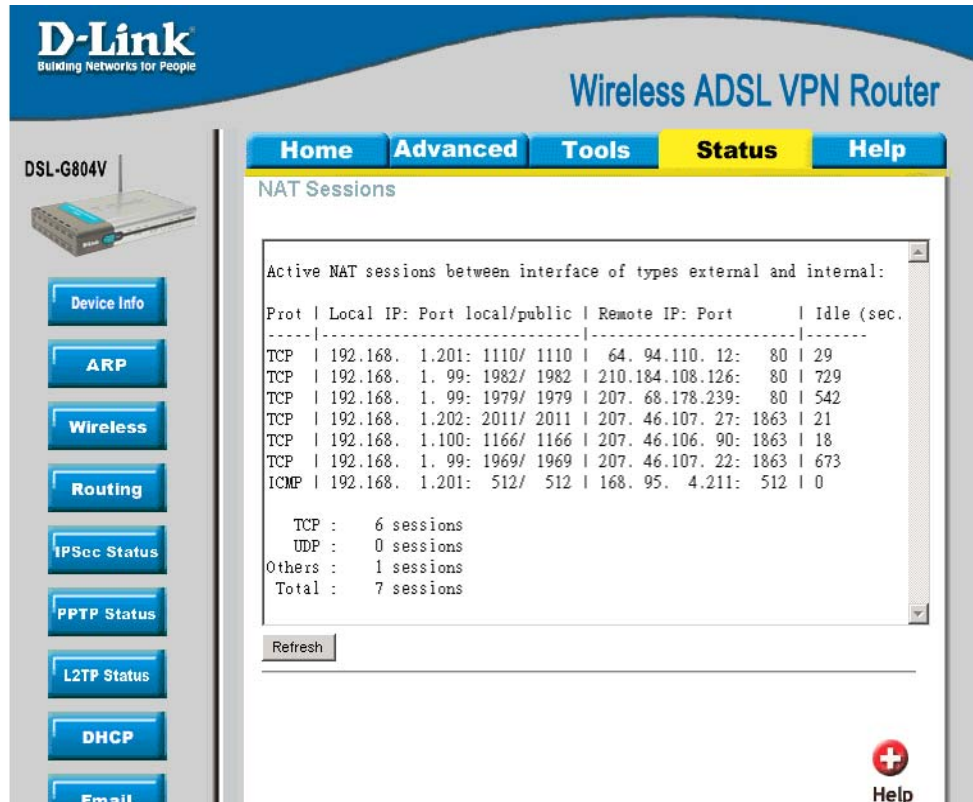 D-Link
Building Networks for People
Wireless ADSL VPN Router
DSL-G804V
Home Advanced Tools Status Help
NAT Sessions
Device Info
ARP
Wireless
Routing
IPSec Status
PPTP Status
L2TP Status
DHCP
Email
Active NAT sessions between interface of types external and internal:
Prot | Local IP: Port local/public | Remote IP: Port | Idle (sec.
-----|-----------------------------|-----------------------|-------
TCP | 192.168. 1.201: 1110/ 1110 | 64. 94.110. 12: 80 | 29
TCP | 192.168. 1. 99: 1982/ 1982 | 210.184.108.126: 80 | 729
TCP | 192.168. 1. 99: 1979/ 1979 | 207. 68.178.239: 80 | 542
TCP | 192.168. 1.202: 2011/ 2011 | 207. 46.107. 27: 1863 | 21
TCP | 192.168. 1.100: 1166/ 1166 | 207. 46.106. 90: 1863 | 18
TCP | 192.168. 1. 99: 1969/ 1969 | 207. 46.107. 22: 1863 | 673
ICMP | 192.168. 1.201: 512/ 512 | 168. 95. 4.211: 512 | 0
TCP : 6 sessions
UDP : 0 sessions
Others : 1 sessions
Total : 7 sessions
Refresh
Help